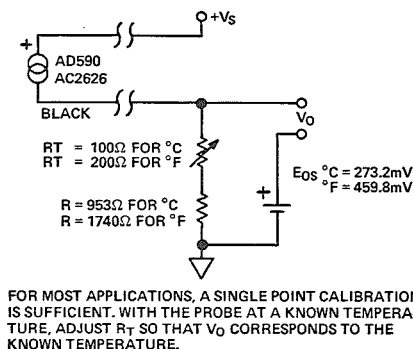 +VS
+
AD590
AC2626
BLACK
VO
RT = 100Ω FOR °C
RT = 200Ω FOR °F
EOS °C = 273.2mV
°F = 459.8mV
+
R = 953Ω FOR °C
R = 1740Ω FOR °F
FOR MOST APPLICATIONS, A SINGLE POINT CALIBRATION
IS SUFFICIENT. WITH THE PROBE AT A KNOWN TEMPERA-
TURE, ADJUST RT SO THAT VO CORRESPONDS TO THE
KNOWN TEMPERATURE.